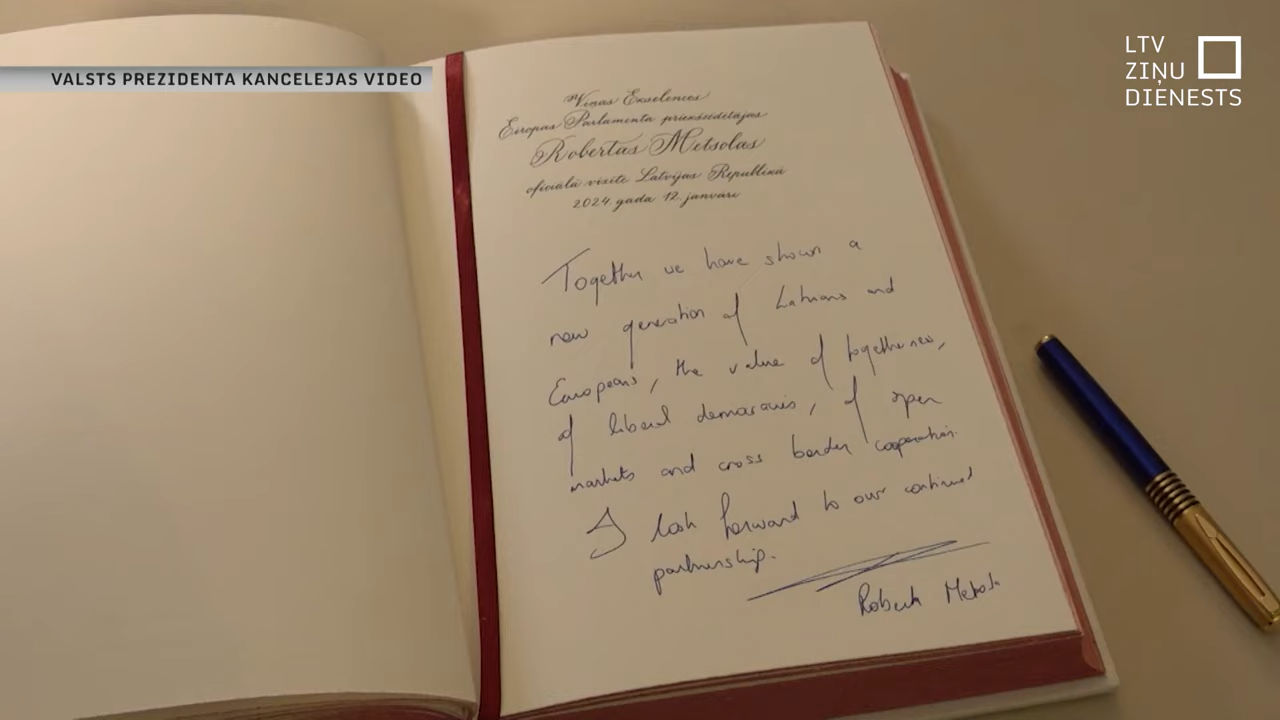 VALSTS PREZIDENTA KANCELEJAS VIDEO
LTV
ZIŅU
DIENESTS
Viņas Ekselences
Eiropas Parlamenta priekšsēdētājas
Robertas Metsolas
oficiālā vizīte Latvijas Republikā
2024. gada 12. janvārī
Together we have shown a
new generation of Latvians and
Europeans, the value of togetherness,
of liberal democracies, of open
markets and cross border cooperation.
I look forward to our continued
partnership.
Roberta Metsola